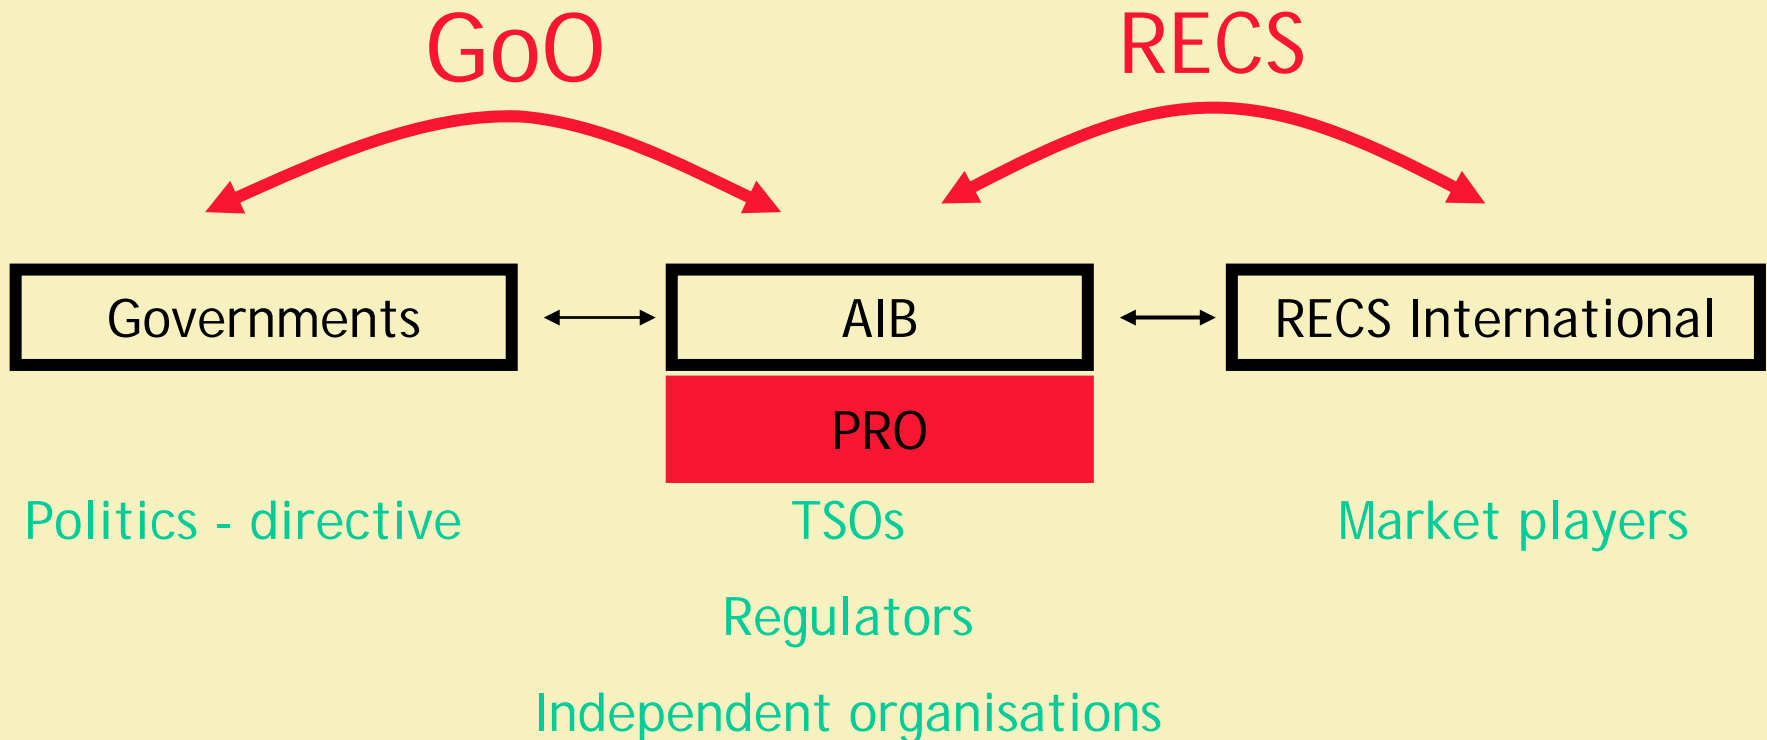 GoO
RECS
Governments
AIB
RECS International
PRO
Politics - directive
TSOs
Market players
Regulators
Independent organisations